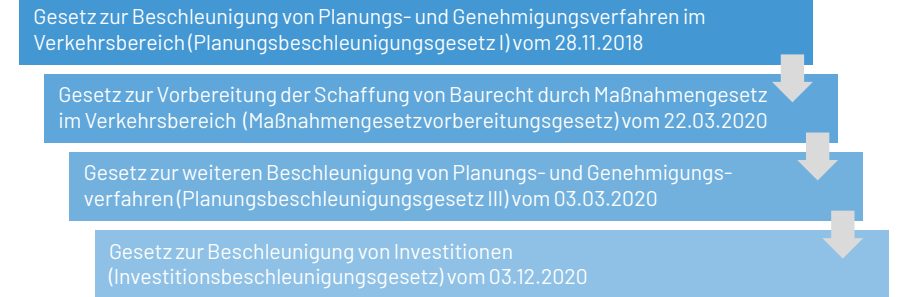 Gesetz zur Beschleunigung von Planungs- und Genehmigungsverfahren im
Verkehrsbereich (Planungsbeschleunigungsgesetz I) vom 28.11.2018
Gesetz zur Vorbereitung der Schaffung von Baurecht durch Maßnahmengesetz
im Verkehrsbereich (Maßnahmengesetzvorbereitungsgesetz) vom 22.03.2020
Gesetz zur weiteren Beschleunigung von Planungs- und Genehmigungs-
verfahren (Planungsbeschleunigungsgesetz III) vom 03.03.2020
Gesetz zur Beschleunigung von Investitionen
(Investitionsbeschleunigungsgesetz) vom 03.12.2020